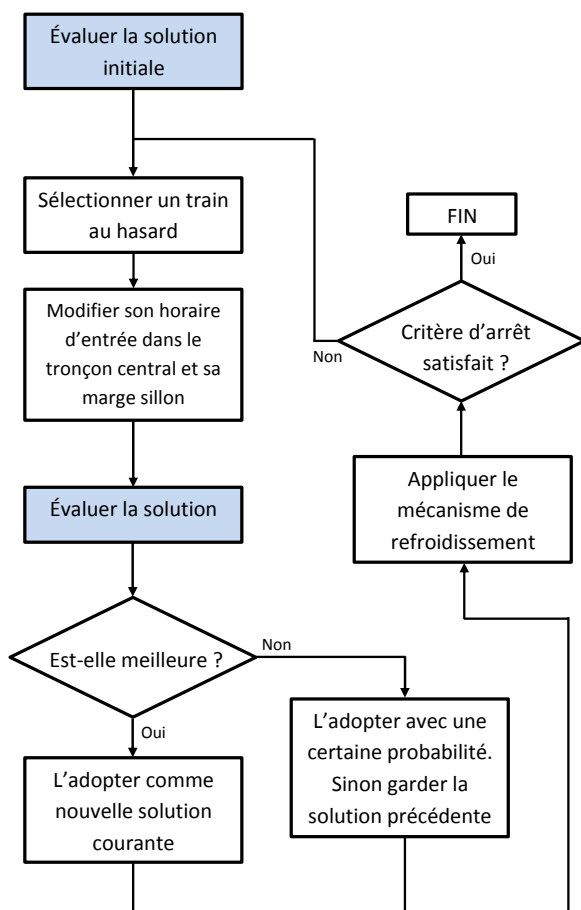 Évaluer la solution
initiale
Sélectionner un train
au hasard
Modifier son horaire
d'entrée dans le
tronçon central et sa
marge sillon
Évaluer la solution
Est-elle meilleure ?
Oui
Non
L'adopter comme
nouvelle solution
courante
L'adopter avec une
certaine probabilité.
Sinon garder la
solution précédente
Appliquer le
mécanisme de
refroidissement
Critère d'arrêt
satisfait ?
Non
Oui
FIN